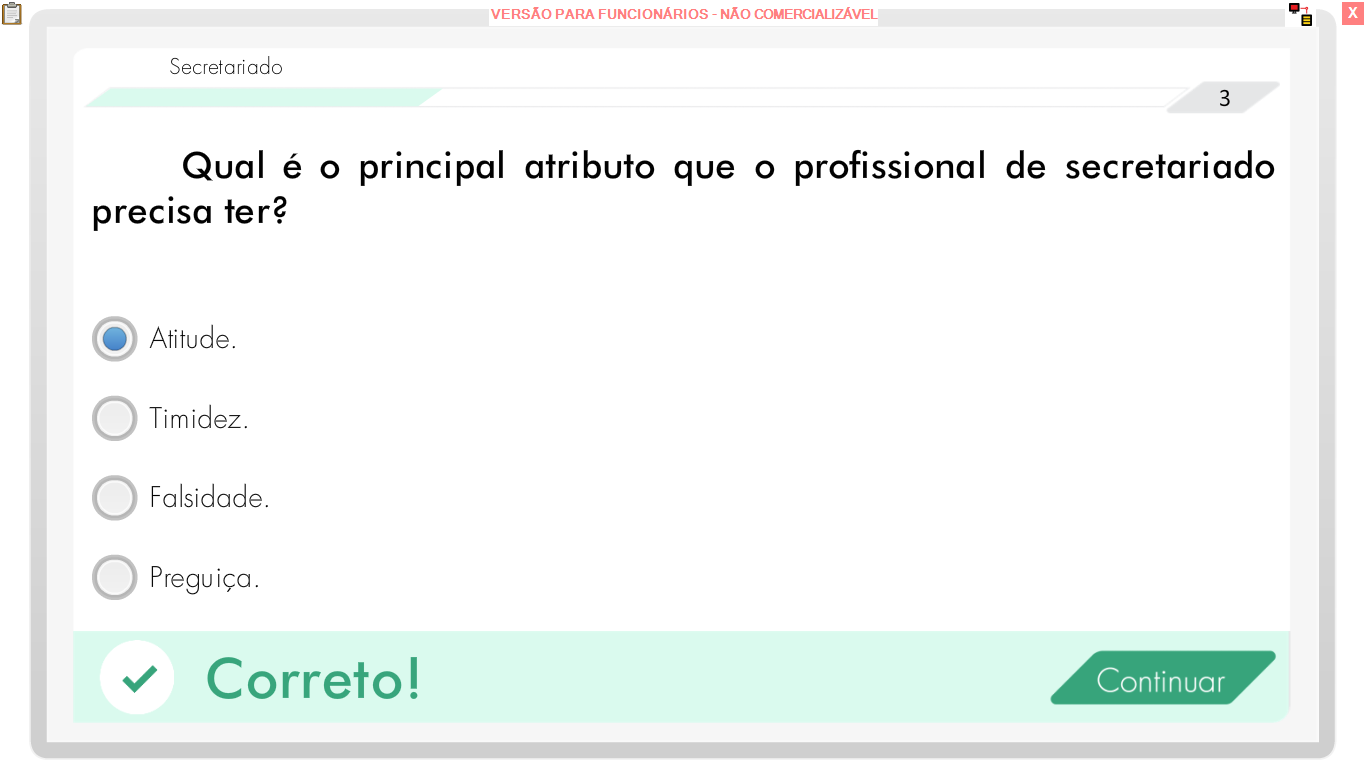 VERSÃO PARA FUNCIONÁRIOS - NÃO COMERCIALIZÁVEL
X
Secretariado
3
Qual é o principal atributo que o profissional de secretariado
precisa ter?
Atitude.
Timidez.
Falsidade.
Preguiça.
Correto!
Continuar